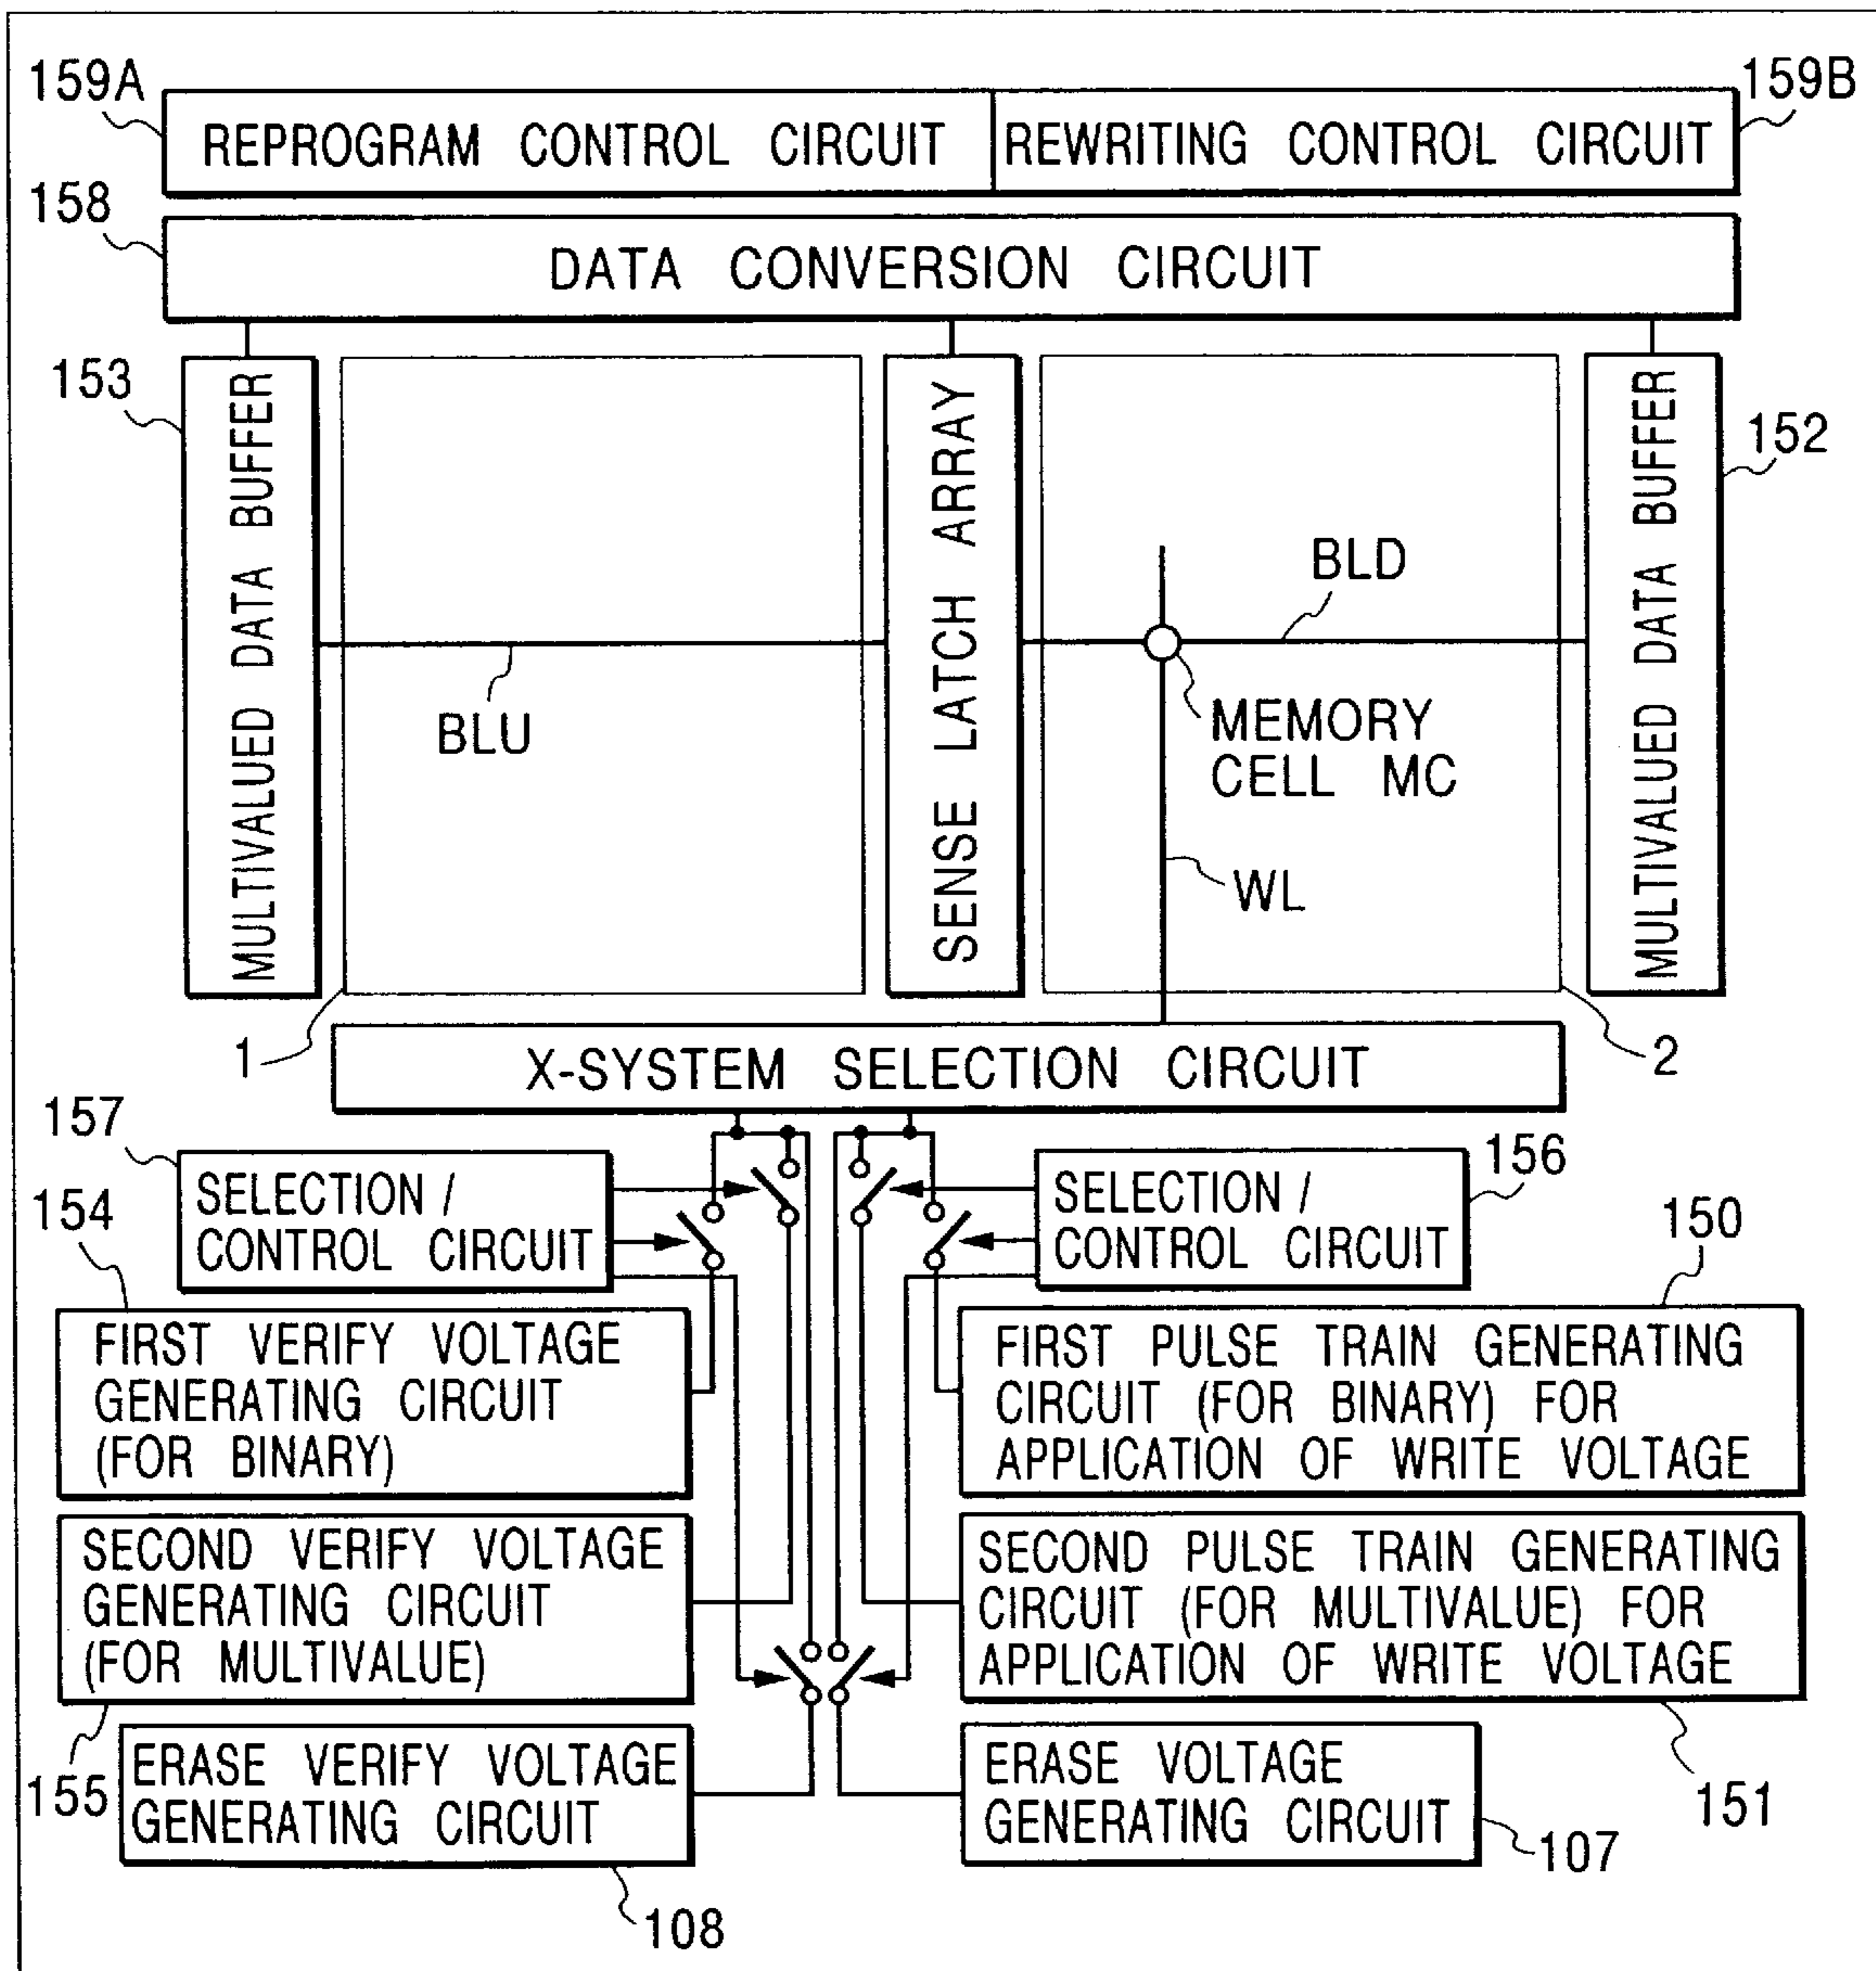 159A
159B
REPROGRAM CONTROL CIRCUIT
REWRITING CONTROL CIRCUIT
158
DATA CONVERSION CIRCUIT
153
MULTIVALUED DATA BUFFER
BLU
SENSE LATCH ARRAY
BLD
MEMORY
CELL MC
WL
MULTIVALUED DATA BUFFER
152
1
2
X-SYSTEM SELECTION CIRCUIT
157
SELECTION /
CONTROL CIRCUIT
156
SELECTION /
CONTROL CIRCUIT
154
FIRST VERIFY VOLTAGE
GENERATING CIRCUIT
(FOR BINARY)
150
FIRST PULSE TRAIN GENERATING
CIRCUIT (FOR BINARY) FOR
APPLICATION OF WRITE VOLTAGE
SECOND VERIFY VOLTAGE
GENERATING CIRCUIT
(FOR MULTIVALUE)
155
SECOND PULSE TRAIN GENERATING
CIRCUIT (FOR MULTIVALUE) FOR
APPLICATION OF WRITE VOLTAGE
151
ERASE VERIFY VOLTAGE
GENERATING CIRCUIT
108
ERASE VOLTAGE
GENERATING CIRCUIT
107